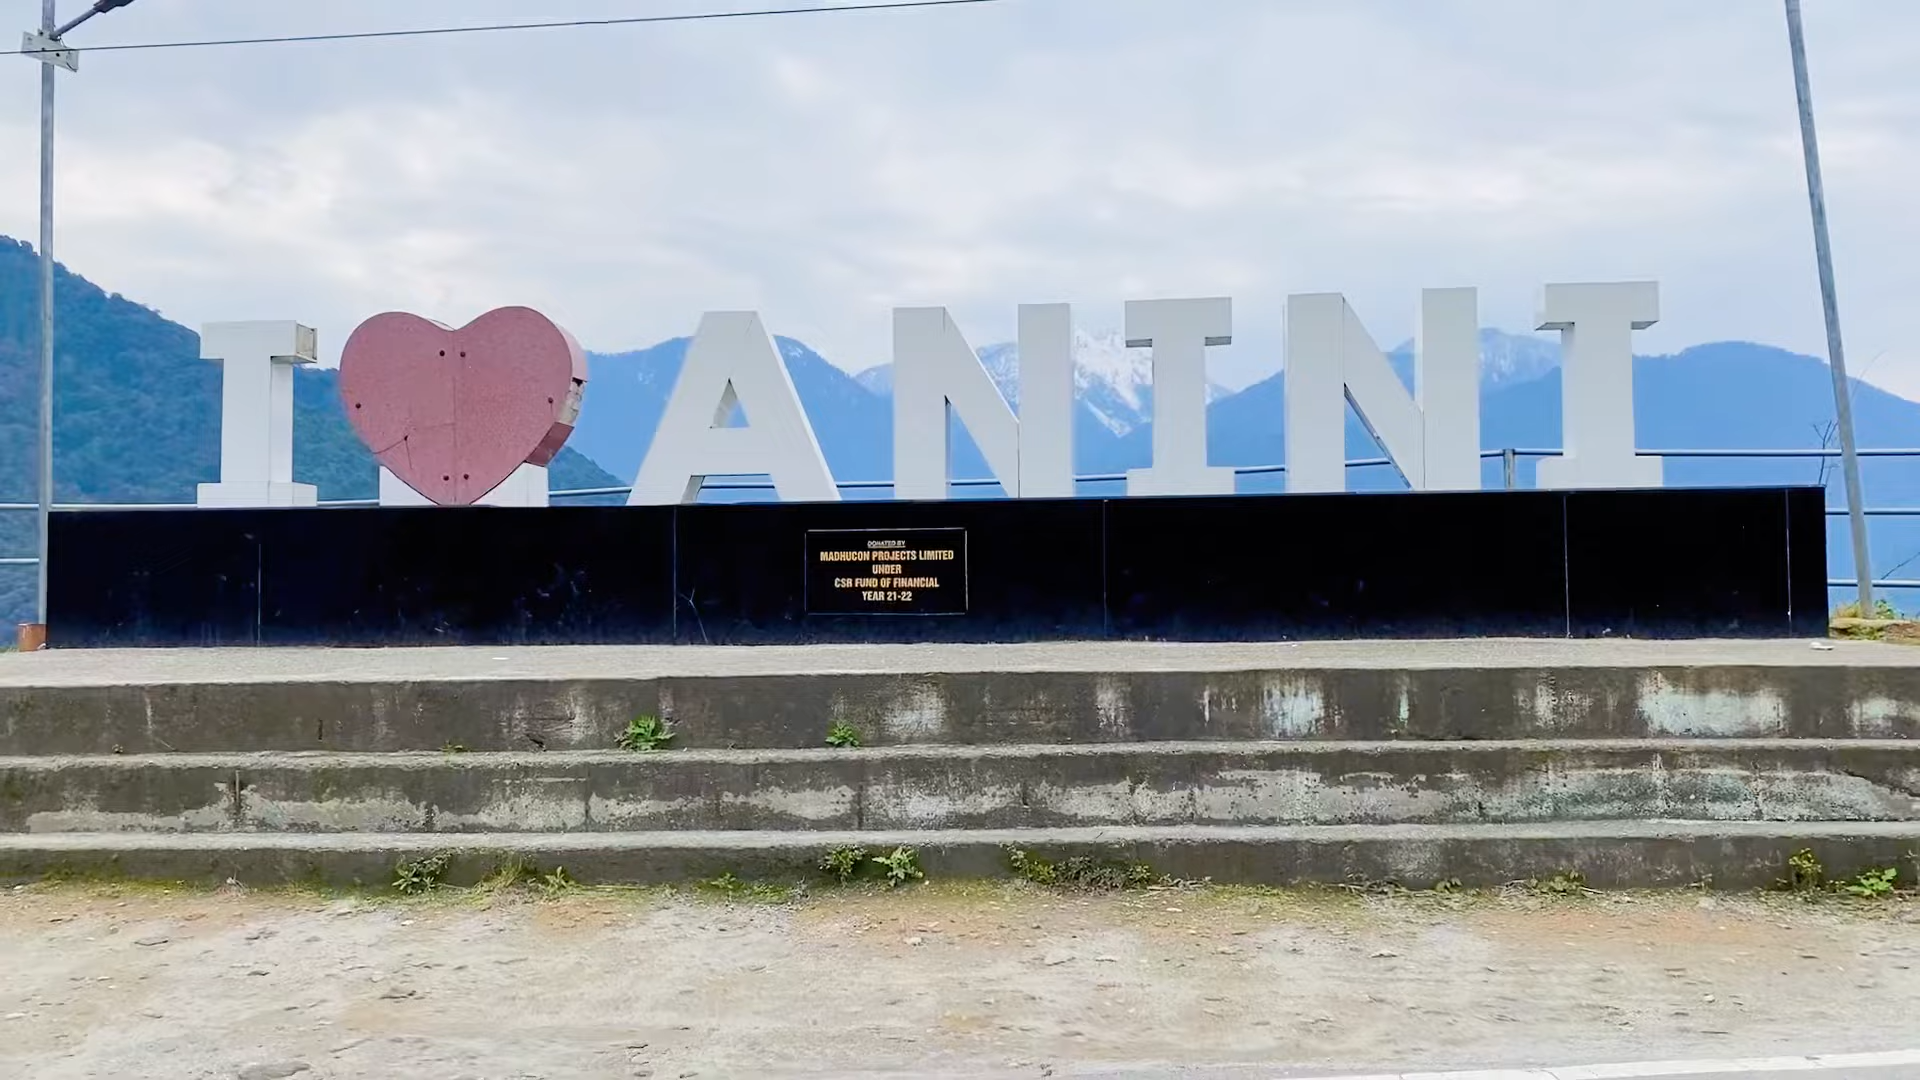 I ANINI
DONATED BY
MADHUCON PROJECTS LIMITED
UNDER
CSR FUND OF FINANCIAL
YEAR 21-22